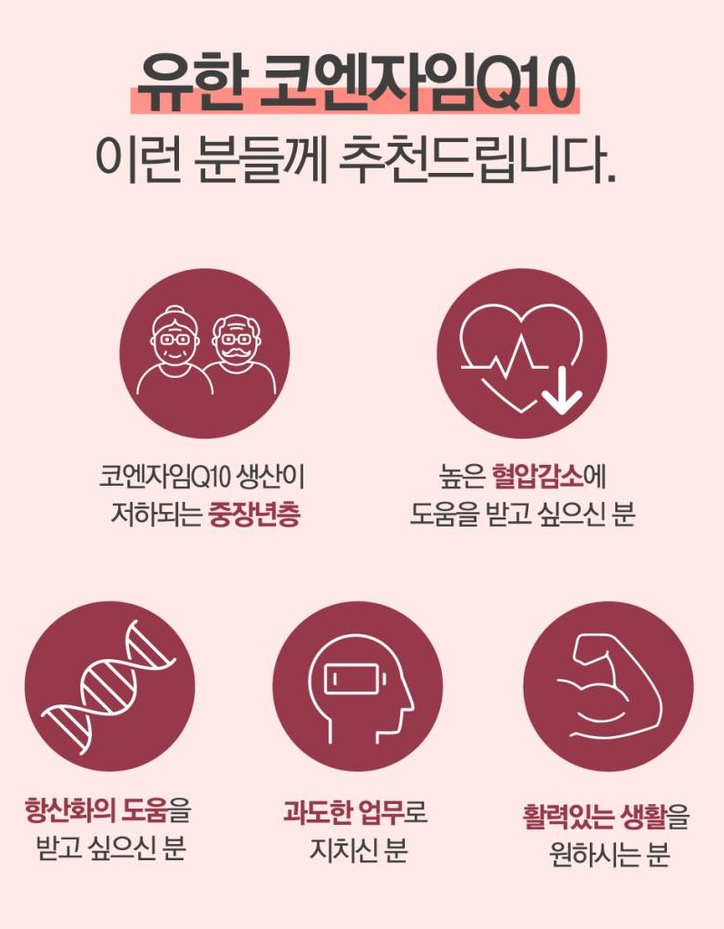 유한 코엔자임Q10
이런 분들께 추천드립니다.
코엔자임Q10 생산이
저하되는 중장년층
높은 혈압감소에
도움을 받고 싶으신 분
항산화의 도움을
받고 싶으신 분
과도한 업무로
지치신 분
활력있는 생활을
원하시는 분